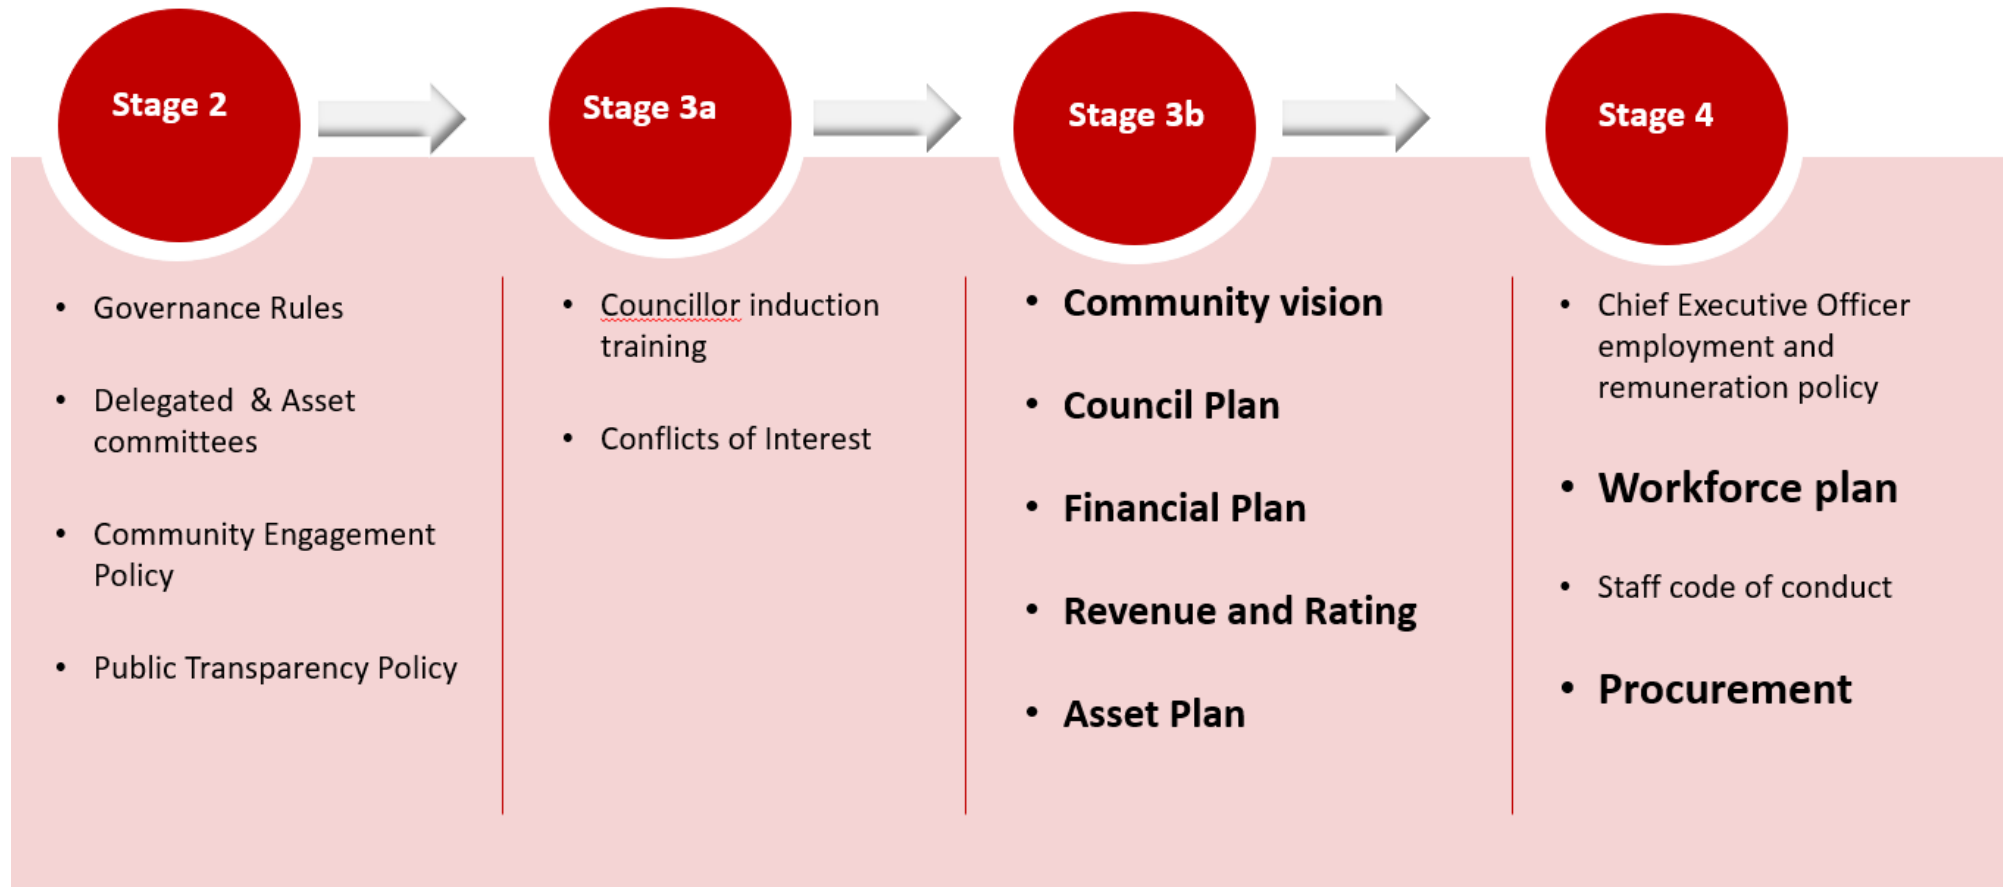 Stage 2
Stage 3a
Stage 3b
Stage 4
• Governance Rules
• Delegated  & Asset
committees
• Community Engagement
Policy
• Public Transparency Policy
• Councillor induction
training
• Conflicts of Interest
• Community vision
• Council Plan
• Financial Plan
• Revenue and Rating
• Asset Plan
• Chief Executive Officer
employment and
remuneration policy
• Workforce plan
• Staff code of conduct
• Procurement